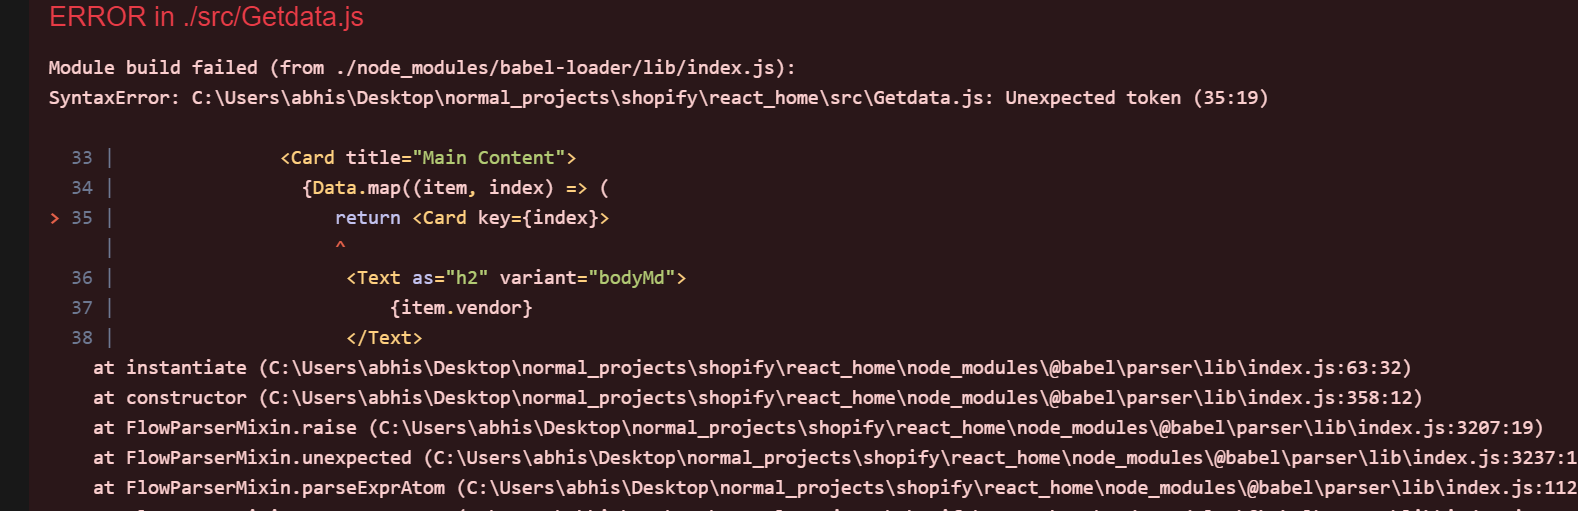 ERROR in ./src/Getdata.js
Module build failed (from ./node_modules/babel-loader/lib/index.js):
SyntaxError: C:\Users\abhis\Desktop\normal_projects\shopify\react_home\src\Getdata.js: Unexpected token (35:19)
33 | <Card title="Main Content">
34 | {Data.map((item, index) => (
> 35 | return <Card key={index}>
| ^
36 | <Text as="h2" variant="bodyMd">
37 | {item.vendor}
38 | </Text>
at instantiate (C:\Users\abhis\Desktop\normal_projects\shopify\react_home\node_modules\@babel\parser\lib\index.js:63:32)
at constructor (C:\Users\abhis\Desktop\normal_projects\shopify\react_home\node_modules\@babel\parser\lib\index.js:358:12)
at FlowParserMixin.raise (C:\Users\abhis\Desktop\normal_projects\shopify\react_home\node_modules\@babel\parser\lib\index.js:3207:19)
at FlowParserMixin.unexpected (C:\Users\abhis\Desktop\normal_projects\shopify\react_home\node_modules\@babel\parser\lib\index.js:3237:1
at FlowParserMixin.parseExprAtom (C:\Users\abhis\Desktop\normal_projects\shopify\react_home\node_modules\@babel\parser\lib\index.js:112